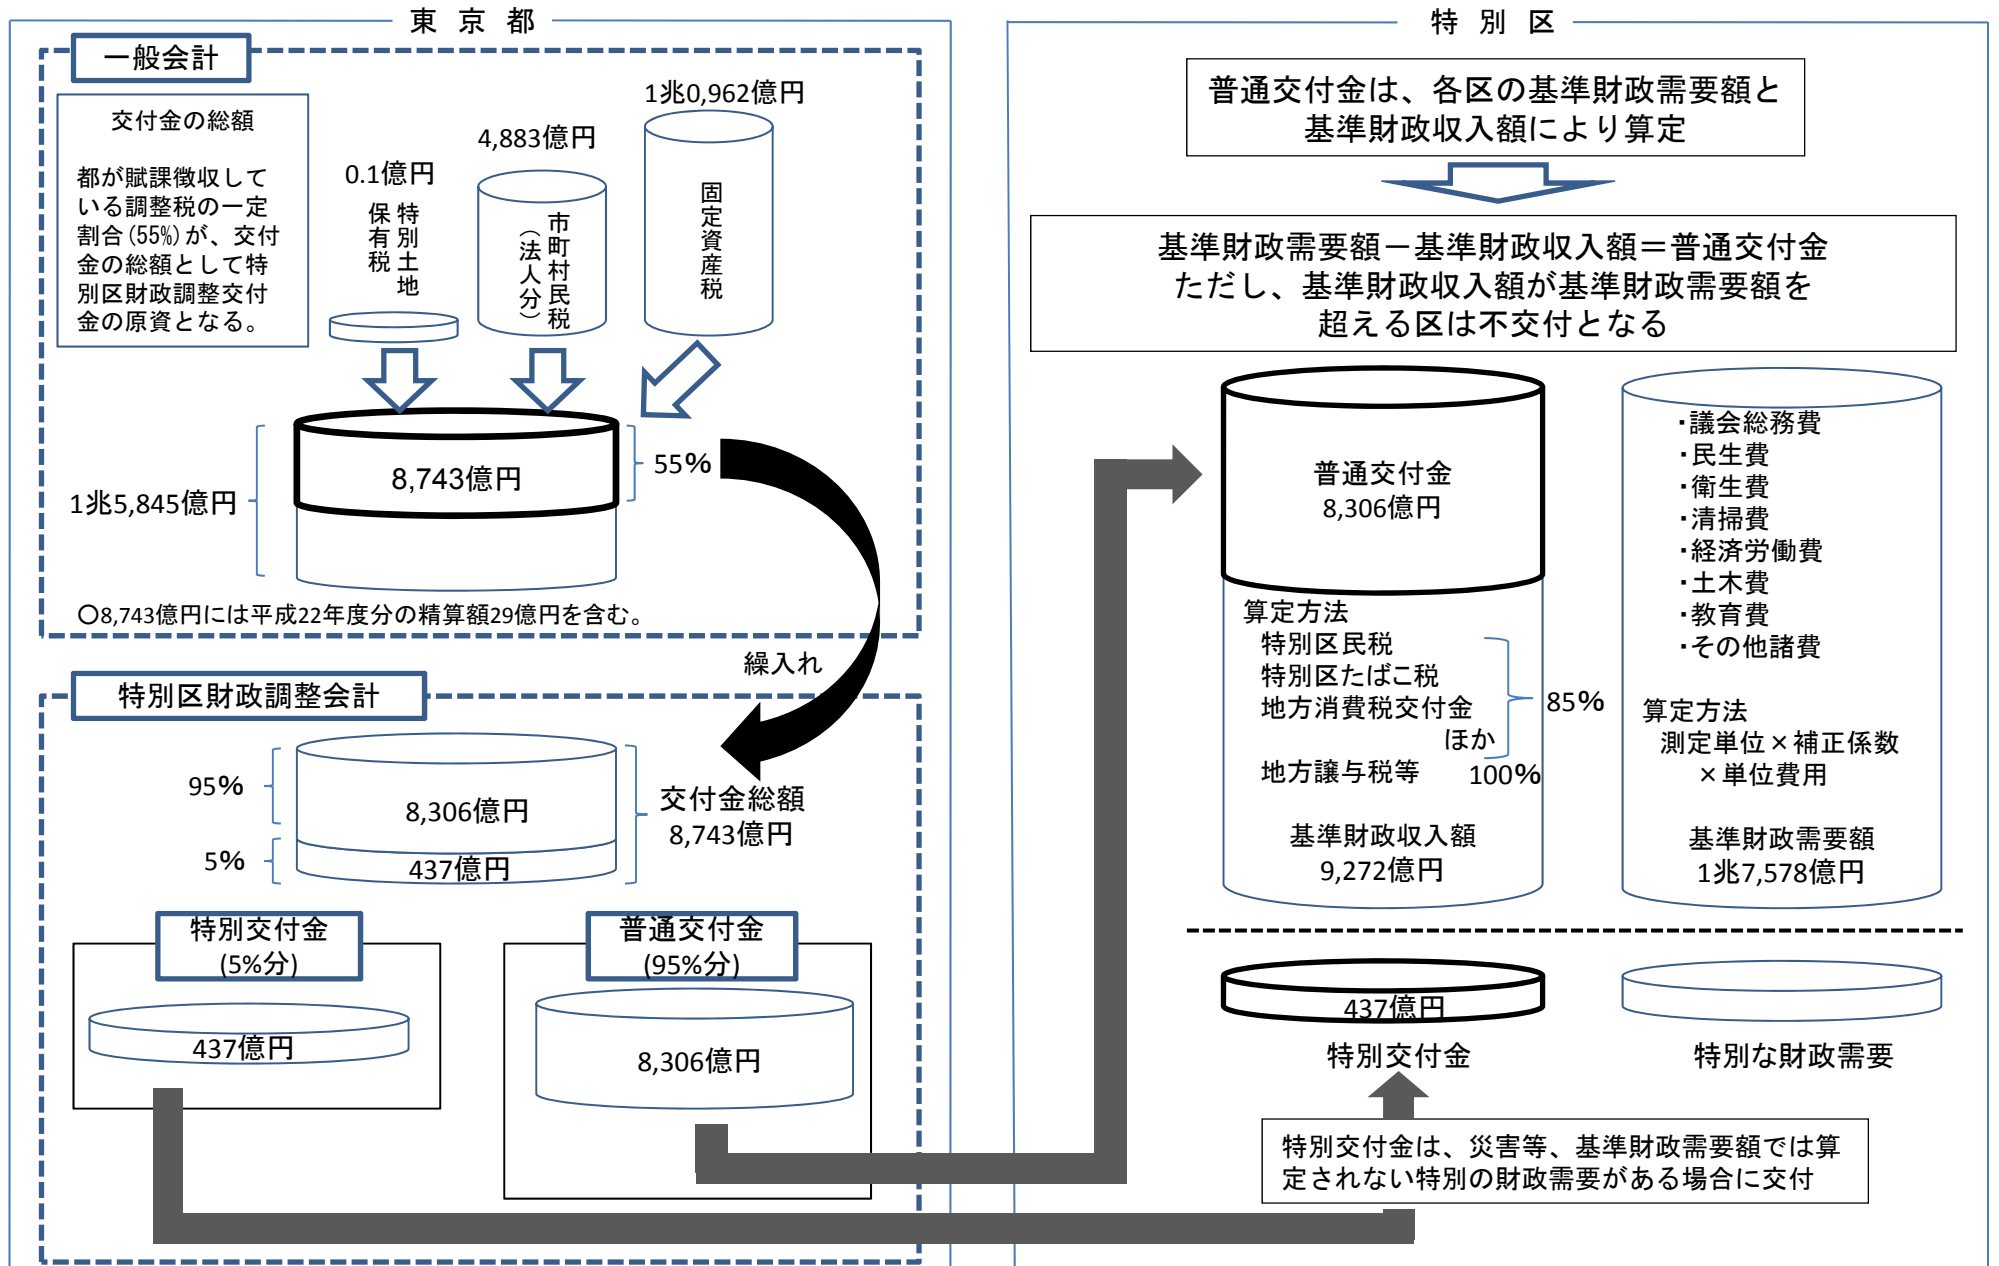 東京都
一般会計
交付金の総額
都が賦課徴収して
いる調整税の一定
割合(55%)が、交付
金の総額として特
別区財政調整交付
金の原資となる。
0.1億円
特別土地
保有税
4,883億円
市町村民税
（法人分）
1兆0,962億円
固定資産税
1兆5,845億円
8,743億円
55%
○8,743億円には平成22年度分の精算額29億円を含む。
繰入れ
特別区財政調整会計
95%
8,306億円
5%
437億円
交付金総額
8,743億円
特別交付金
(5%分)
437億円
普通交付金
(95%分)
8,306億円
特別区
普通交付金は、各区の基準財政需要額と
基準財政収入額により算定
基準財政需要額－基準財政収入額＝普通交付金
ただし、基準財政収入額が基準財政需要額を
超える区は不交付となる
普通交付金
8,306億円
算定方法
特別区民税
特別区たばこ税
地方消費税交付金
ほか
85%
地方譲与税等 100%
基準財政収入額
9,272億円
・議会総務費
・民生費
・衛生費
・清掃費
・経済労働費
・土木費
・教育費
・その他諸費
算定方法
測定単位×補正係数
×単位費用
基準財政需要額
1兆7,578億円
437億円
特別交付金
特別な財政需要
特別交付金は、災害等、基準財政需要額では算
定されない特別の財政需要がある場合に交付